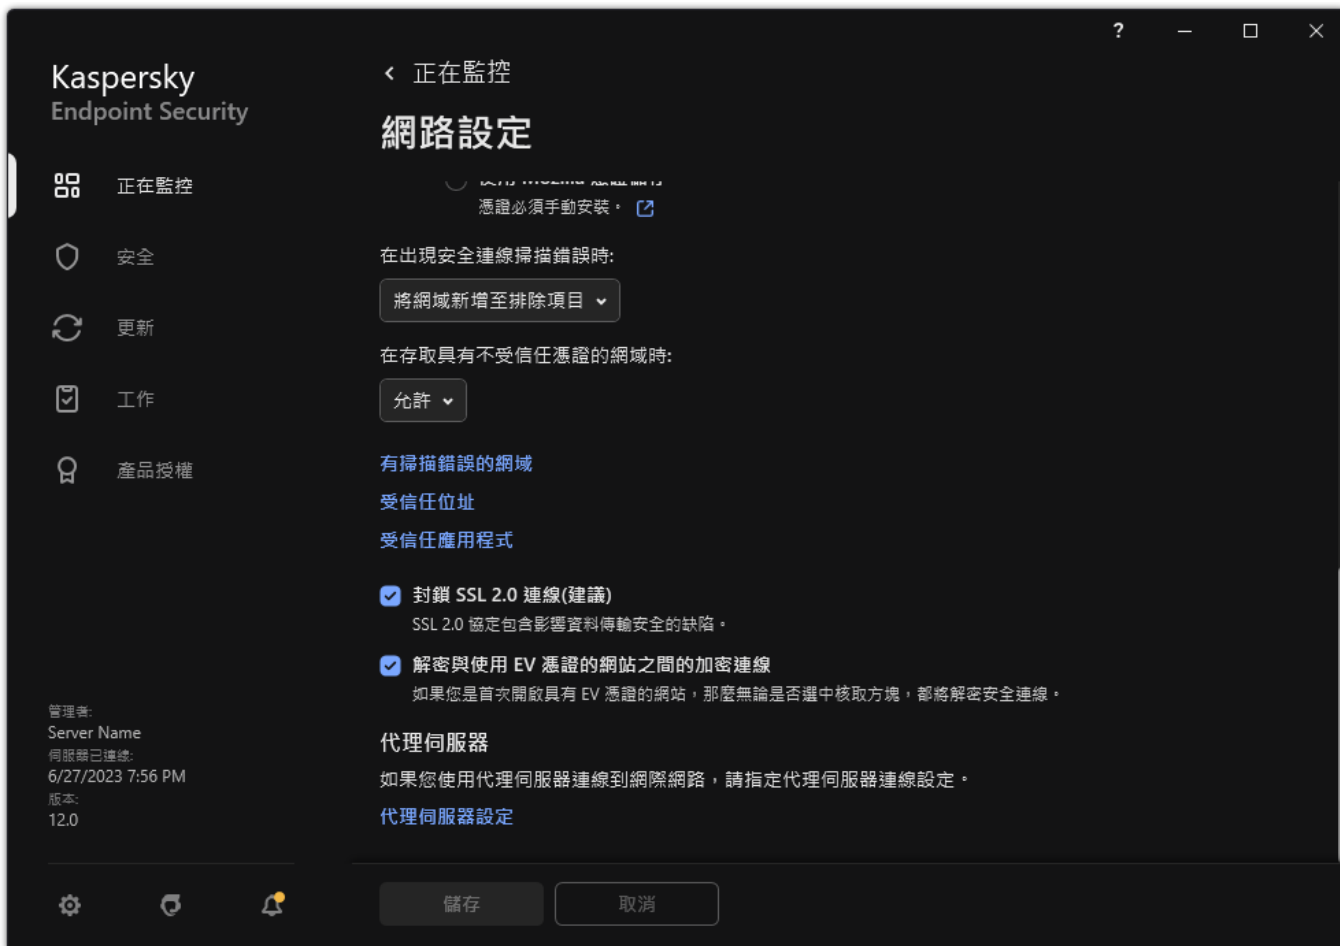 ?
Kaspersky
Endpoint Security
正在監控
安全
更新
工作
產品授權
管理者:
Server Name
伺服器已連線:
6/27/2023 7:56 PM
版本:
12.0
正在監控
網路設定
使用 Mozilla 憑證儲存
憑證必須手動安裝。
在出現安全連線掃描錯誤時:
將網域新增至排除項目
在存取具有不受信任憑證的網域時:
允許
有掃描錯誤的網域
受信任位址
受信任應用程式
封鎖 SSL 2.0 連線(建議)
SSL 2.0 協定包含影響資料傳輸安全的缺陷。
解密與使用 EV 憑證的網站之間的加密連線
如果您是首次開啟具有 EV 憑證的網站，那麼無論是否選中核取方塊，都將解密安全連線。
代理伺服器
如果您使用代理伺服器連線到網際網路，請指定代理伺服器連線設定。
代理伺服器設定
儲存
取消